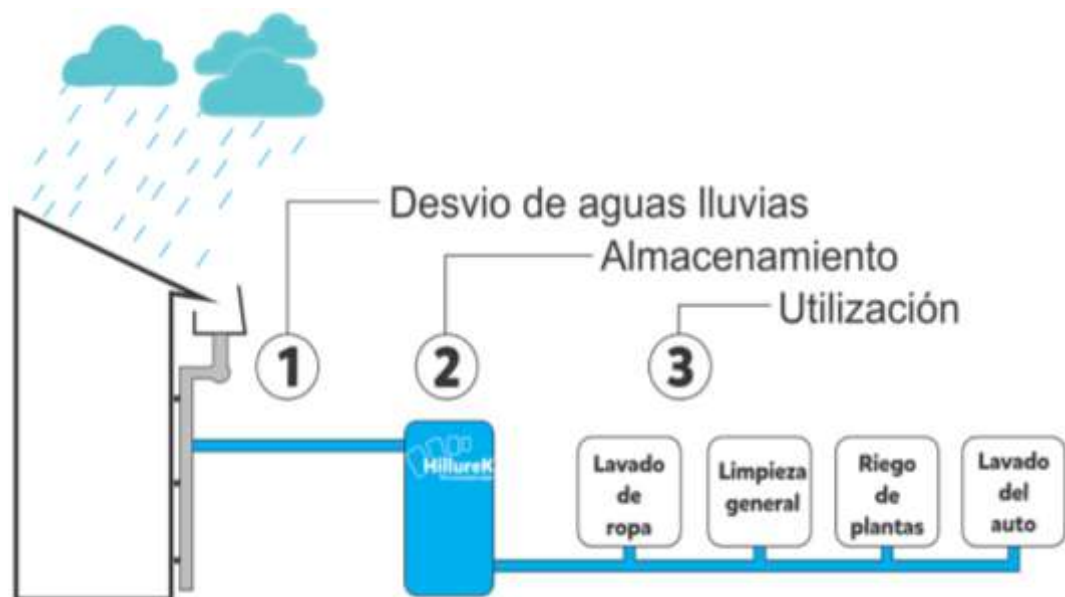 Desvio de aguas lluvias
Almacenamiento
Utilización
1
2
3
HillureK
Lavado
de
ropa
Limpieza
general
Riego
de
plantas
Lavado
del
auto